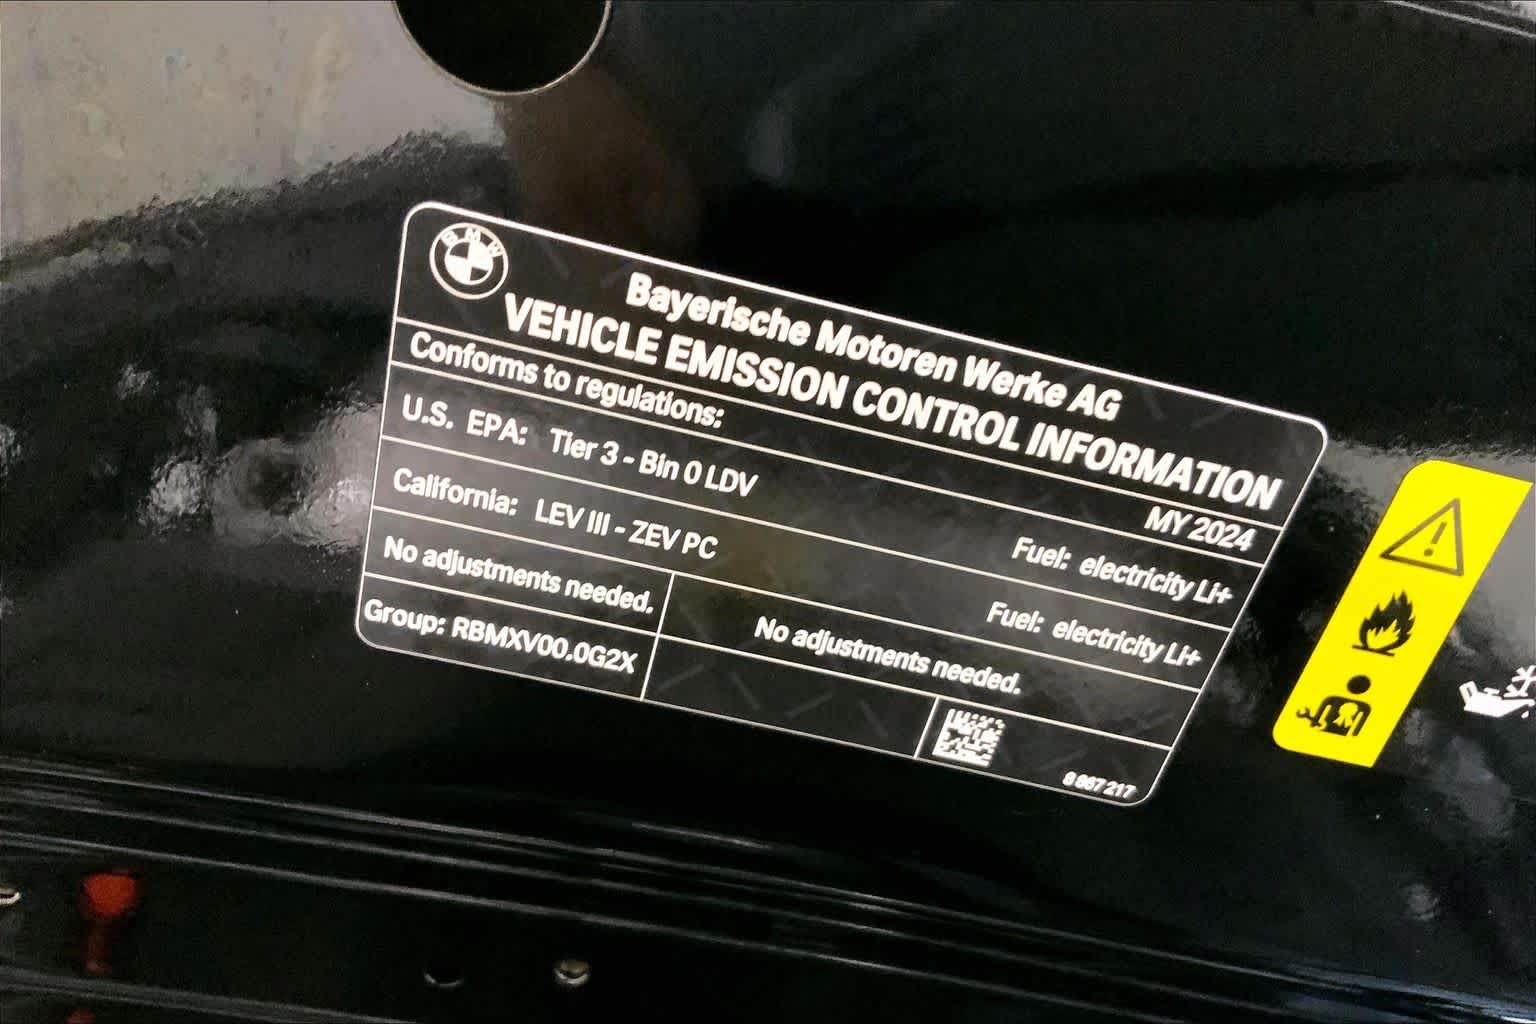 BMW
Bayerische Motoren Werke AG
VEHICLE EMISSION CONTROL INFORMATION
Conforms to regulations: MY 2024
U.S. EPA: Tier 3 - Bin 0 LDV Fuel: electricity Li+
California: LEV III - ZEV PC Fuel: electricity Li+
No adjustments needed. No adjustments needed.
Group: RBMXV00.0G2X
8 867 217